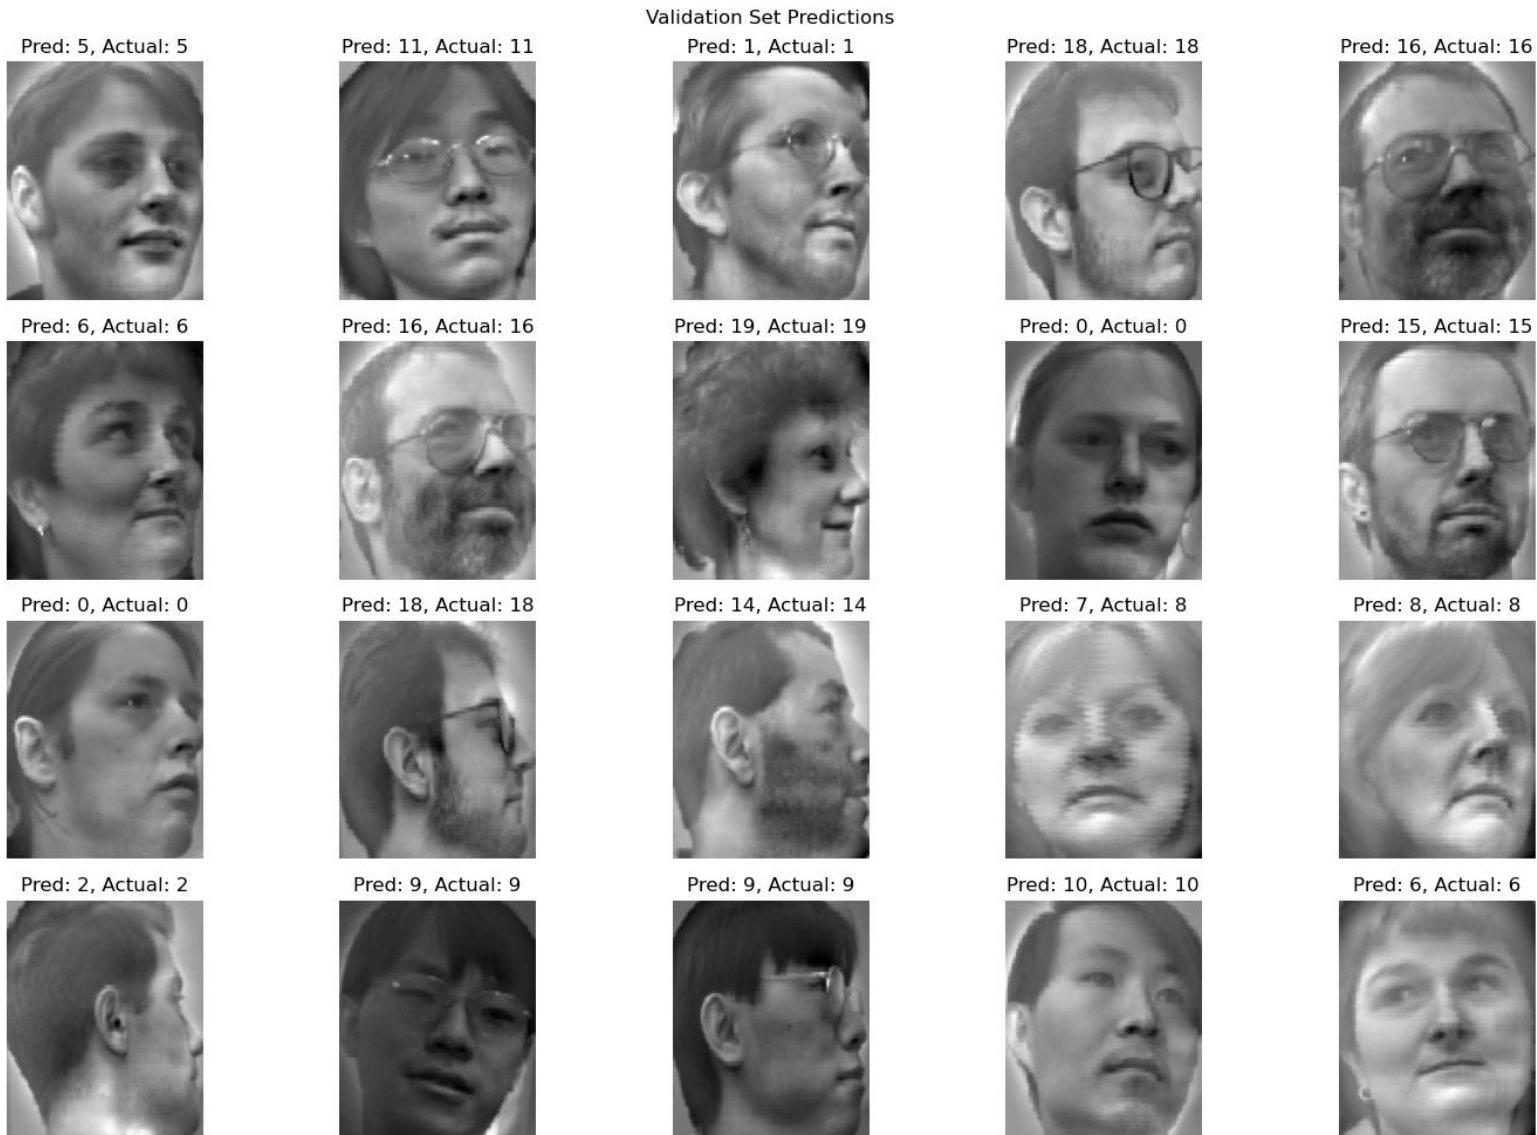 Validation Set Predictions
Pred: 5, Actual: 5
Pred: 11, Actual: 11
Pred: 1, Actual: 1
Pred: 18, Actual: 18
Pred: 16, Actual: 16
Pred: 6, Actual: 6
Pred: 16, Actual: 16
Pred: 19, Actual: 19
Pred: 0, Actual: 0
Pred: 15, Actual: 15
Pred: 0, Actual: 0
Pred: 18, Actual: 18
Pred: 14, Actual: 14
Pred: 7, Actual: 8
Pred: 8, Actual: 8
Pred: 2, Actual: 2
Pred: 9, Actual: 9
Pred: 9, Actual: 9
Pred: 10, Actual: 10
Pred: 6, Actual: 6